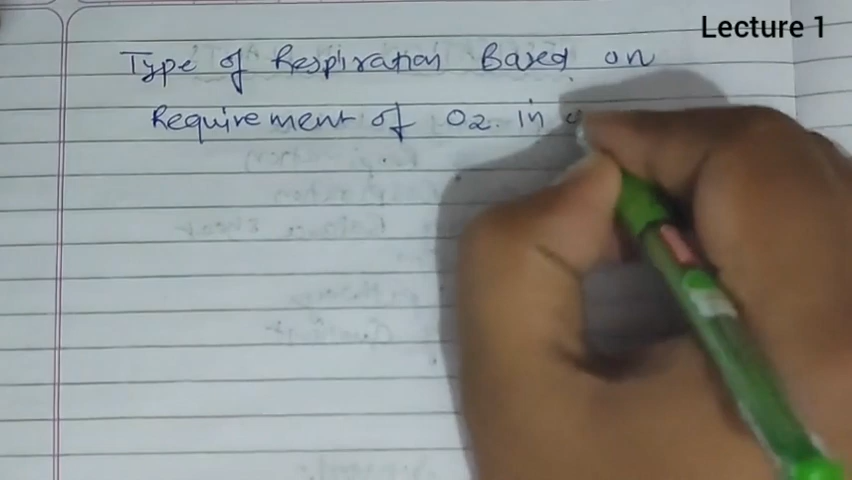 Lecture 1
Type of Respiration Based on
Requirement of O2. in